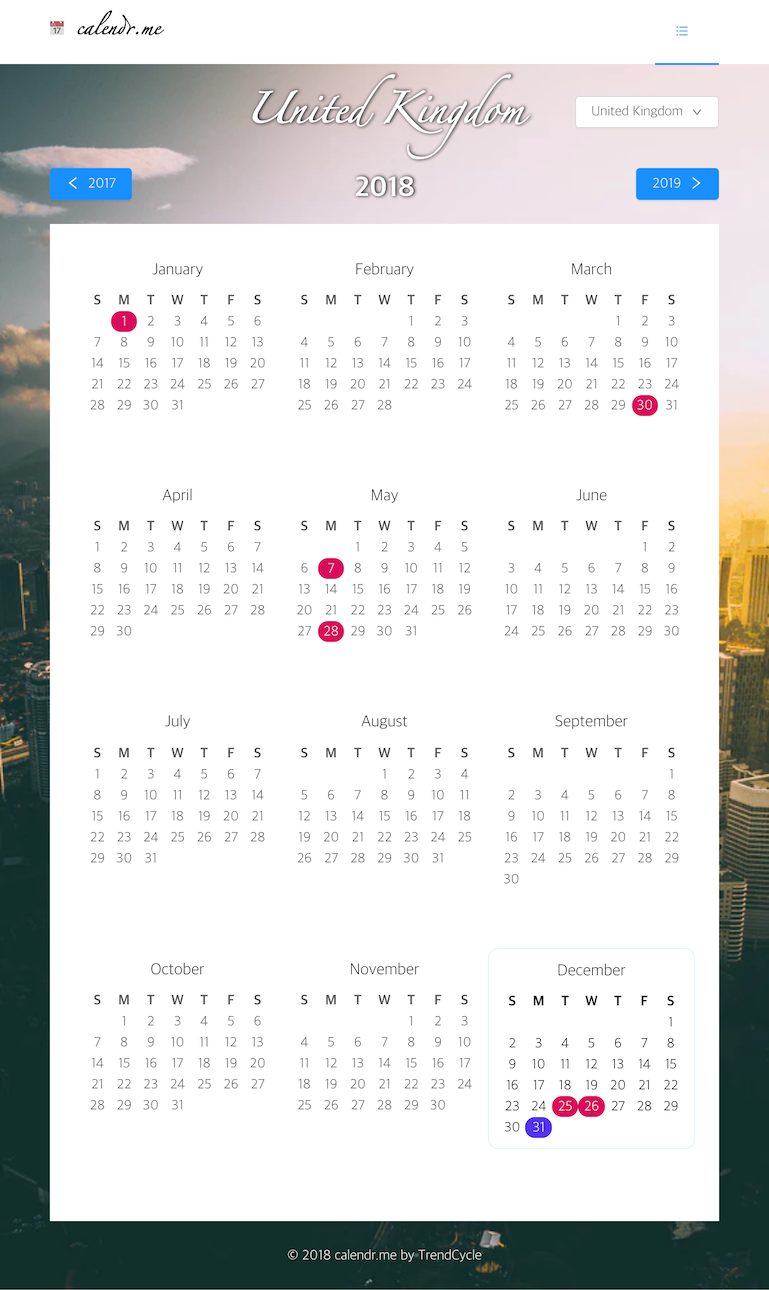 17 calendr.me
United Kingdom
United Kingdom
2017
2018
2019
January February March
S M T W T F S S M T W T F S S M T W T F S
1 2 3 4 5 6 1 2 3 1 2 3
7 8 9 10 11 12 13 4 5 6 7 8 9 10 4 5 6 7 8 9 10
14 15 16 17 18 19 20 11 12 13 14 15 16 17 11 12 13 14 15 16 17
21 22 23 24 25 26 27 18 19 20 21 22 23 24 18 19 20 21 22 23 24
28 29 30 31 25 26 27 28 25 26 27 28 29 30 31
April May June
S M T W T F S S M T W T F S S M T W T F S
1 2 3 4 5 6 7 1 2 3 4 5 1 2
8 9 10 11 12 13 14 6 7 8 9 10 11 12 3 4 5 6 7 8 9
15 16 17 18 19 20 21 13 14 15 16 17 18 19 10 11 12 13 14 15 16
22 23 24 25 26 27 28 20 21 22 23 24 25 26 17 18 19 20 21 22 23
29 30 27 28 29 30 31 24 25 26 27 28 29 30
July August September
S M T W T F S S M T W T F S S M T W T F S
1 2 3 4 5 6 7 1 2 3 4 1
8 9 10 11 12 13 14 5 6 7 8 9 10 11 2 3 4 5 6 7 8
15 16 17 18 19 20 21 12 13 14 15 16 17 18 9 10 11 12 13 14 15
22 23 24 25 26 27 28 19 20 21 22 23 24 25 16 17 18 19 20 21 22
29 30 31 26 27 28 29 30 31 23 24 25 26 27 28 29
30
October November December
S M T W T F S S M T W T F S S M T W T F S
1 2 3 4 5 6 1 2 3 1
7 8 9 10 11 12 13 4 5 6 7 8 9 10 2 3 4 5 6 7 8
14 15 16 17 18 19 20 11 12 13 14 15 16 17 9 10 11 12 13 14 15
21 22 23 24 25 26 27 18 19 20 21 22 23 24 16 17 18 19 20 21 22
28 29 30 31 25 26 27 28 29 30 23 24 25 26 27 28 29
30 31
© 2018 calendr.me by TrendCycle